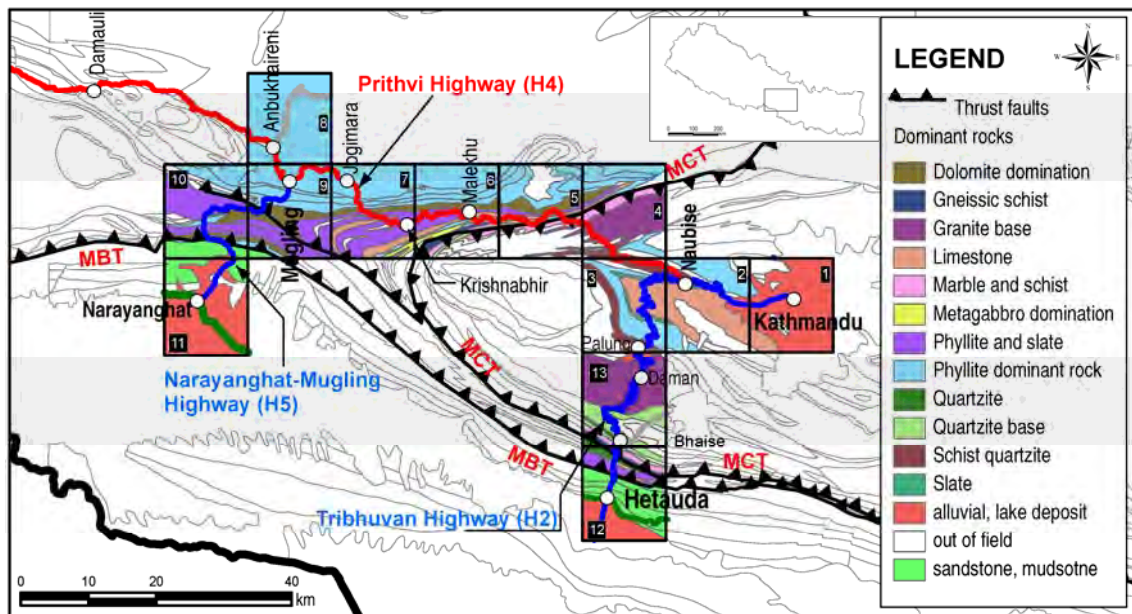 Damauli
Anbukhaireni
Prithvi Highway (H4)
Jogimara
Malekhu
MCT
8
10
9
7
6
5
4
Mugling
MBT
Krishnabhir
Naubise
3
2
1
Narayanghat
Kathmandu
11
Palung
MCT
13
Daman
Narayanghat-Mugling
Highway (H5)
Bhaise
MBT
MCT
Hetauda
Tribhuvan Highway (H2)
12
0 10 20 40
km
0 100 200
LEGEND
N
W E
S
Thrust faults
Dominant rocks
Dolomite domination
Gneissic schist
Granite base
Limestone
Marble and schist
Metagabbro domination
Phyllite and slate
Phyllite dominant rock
Quartzite
Quartzite base
Schist quartzite
Slate
alluvial, lake deposit
out of field
sandstone, mudsotne